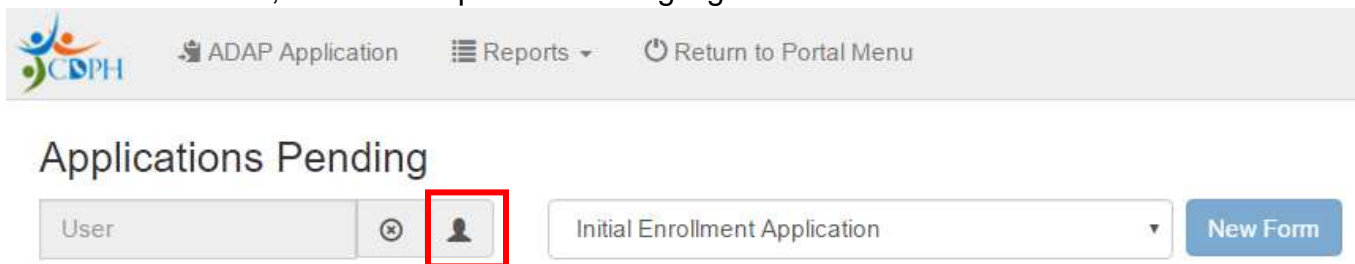 CDPH ADAP Application Reports Return to Portal Menu
Applications Pending
User Initial Enrollment Application New Form